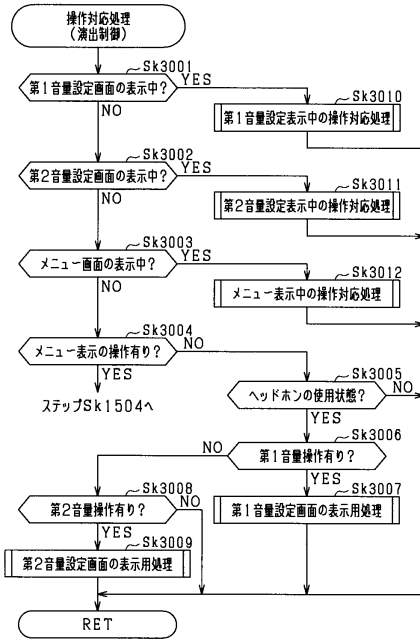 操作対応処理
(演出制御)
Sk3001
第1音量設定画面の表示中?
YES
NO
Sk3010
第1音量設定表示中の操作対応処理
Sk3002
第2音量設定画面の表示中?
YES
NO
Sk3011
第2音量設定表示中の操作対応処理
Sk3003
メニュー画面の表示中?
YES
NO
Sk3012
メニュー表示中の操作対応処理
Sk3004
メニュー表示の操作有り?
NO
YES
ステップSk1504へ
Sk3005
ヘッドホンの使用状態?
NO
YES
Sk3006
第1音量操作有り?
NO
YES
Sk3007
第1音量設定画面の表示用処理
Sk3008
第2音量操作有り?
NO
YES
Sk3009
第2音量設定画面の表示用処理
RET